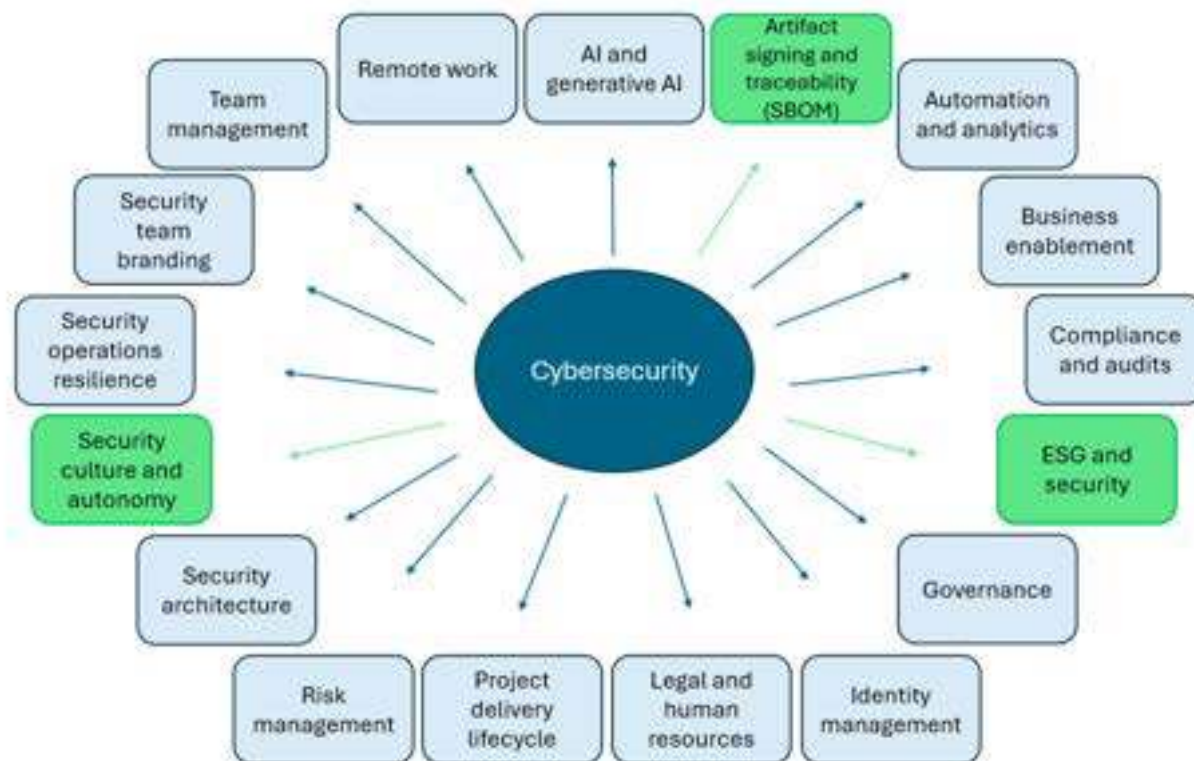 Remote work
AI and
generative AI
Artifact
signing and
traceability
(SBOM)
Automation
and analytics
Business
enablement
Compliance
and audits
ESG and
security
Governance
Identity
management
Legal and
human
resources
Project
delivery
lifecycle
Risk
management
Security
architecture
Security
culture and
autonomy
Security
operations
resilience
Security
team
branding
Team
management
Cybersecurity